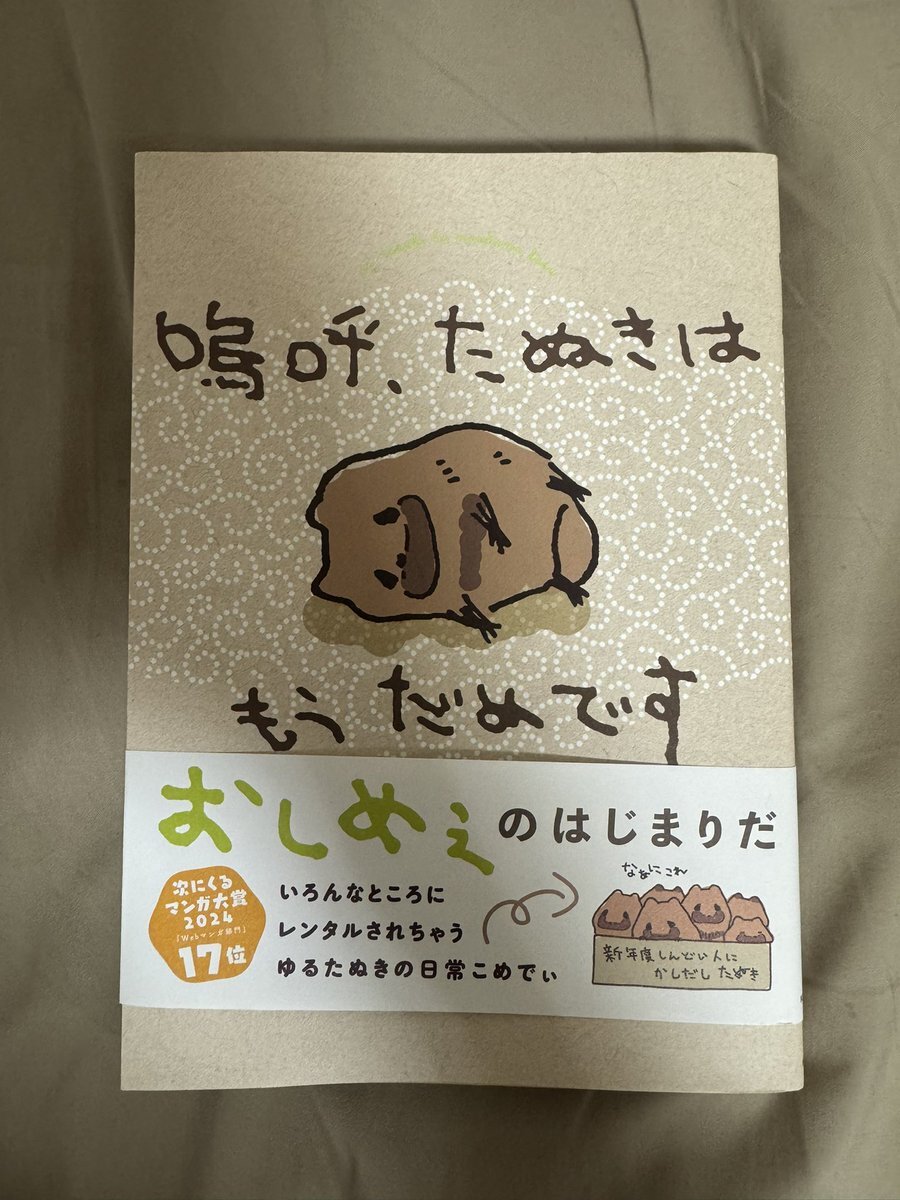 嗚呼、たぬきは
もうだめです
おしめぇのはじまりだ
次にくる
マンガ大賞
2024
「Webマンガ部門」
17位
いろんなところに
レンタルされちゃう
ゆるたぬきの日常こめでぃ
なぁにこれ
新年度しんどい人に
かしだしたぬき